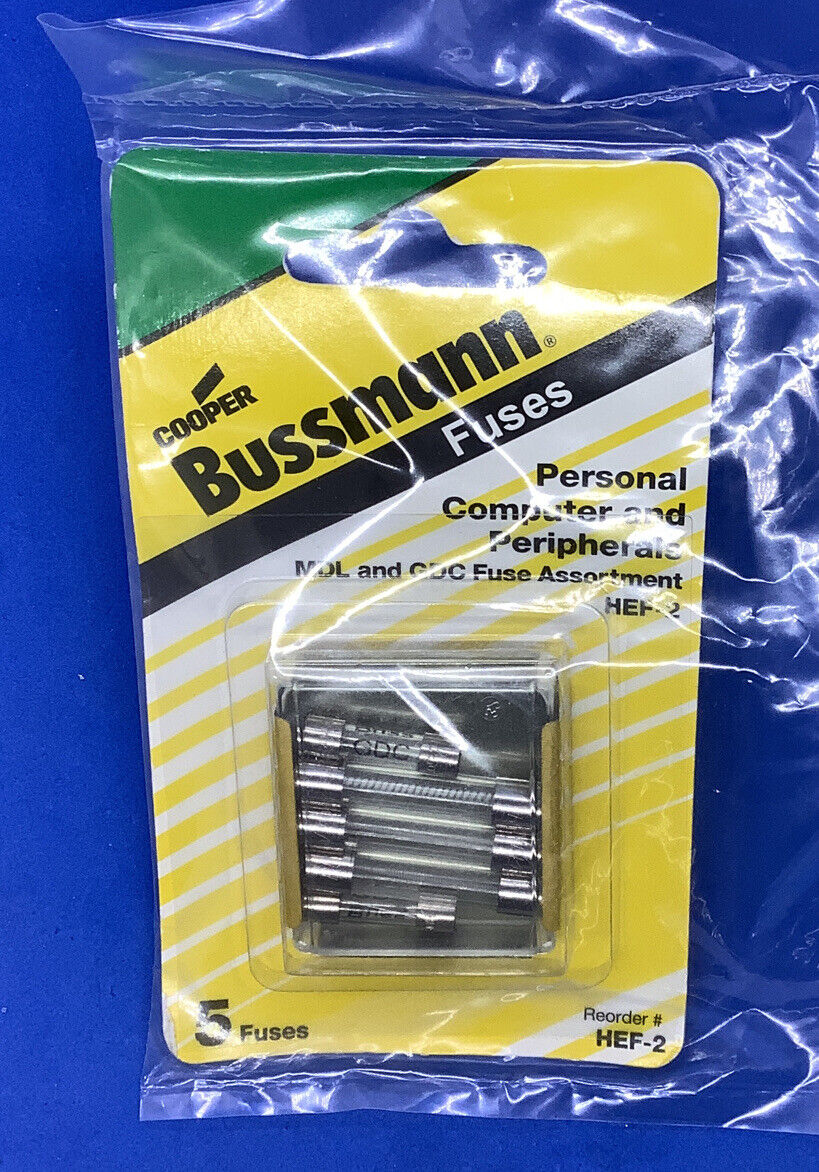 COOPER
Bussmann®
Fuses
Personal
Computer and
Peripherals
MDL and GDC Fuse Assortment
HEF-2
GDC
5 Fuses
Reorder #
HEF-2